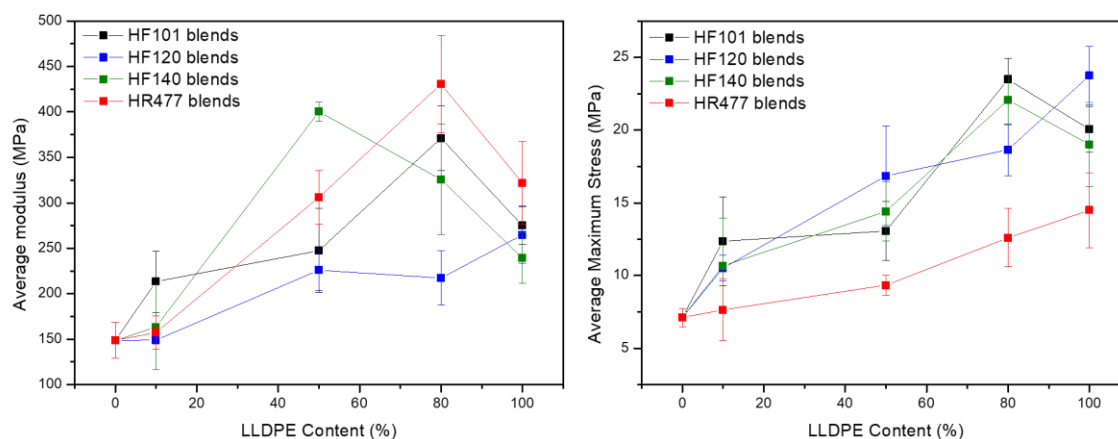 500
450
400
350
300
250
200
150
100
Average modulus (MPa)
HF101 blends
HF120 blends
HF140 blends
HR477 blends
0 20 40 60 80 100
LLDPE Content (%)
25
20
15
10
5
Average Maximum Stress (MPa)
HF101 blends
HF120 blends
HF140 blends
HR477 blends
0 20 40 60 80 100
LLDPE Content (%)